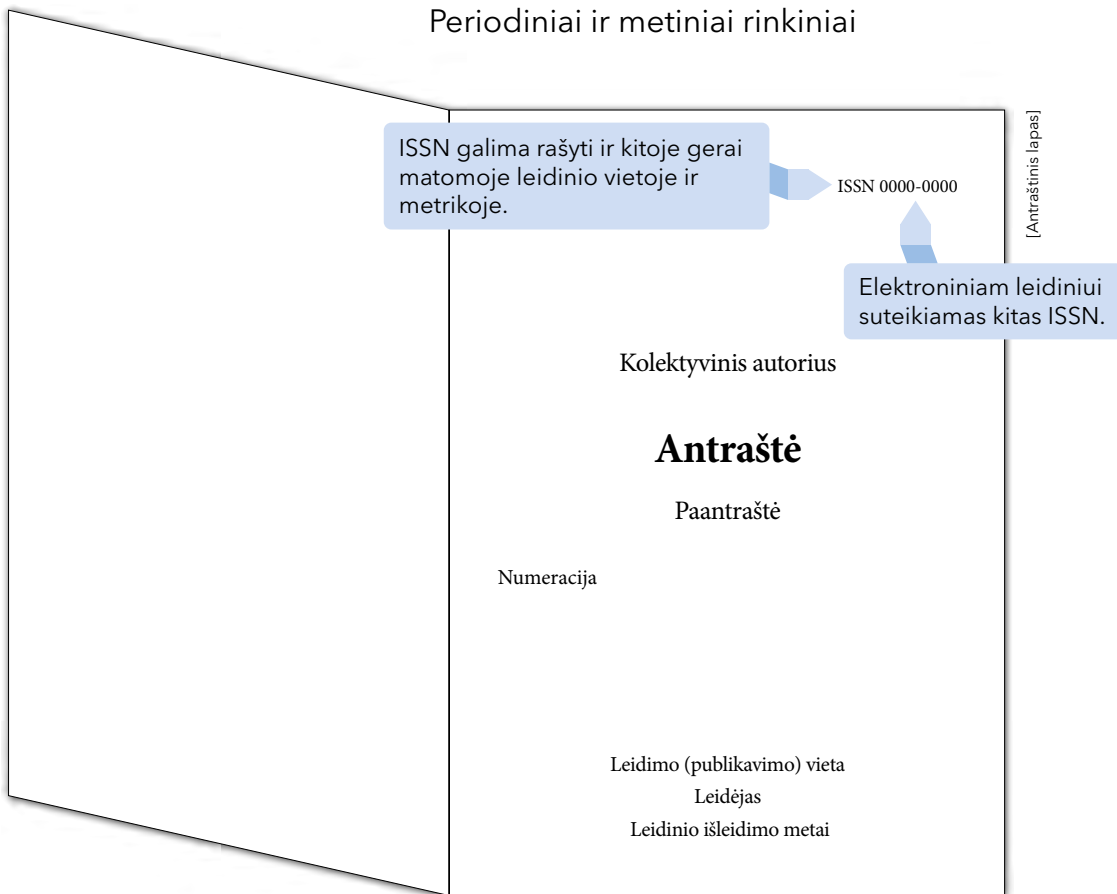 Periodiniai ir metiniai rinkiniai
ISSN galima rašyti ir kitoje gerai
matomoje leidinio vietoje ir
metrikoje.
ISSN 0000-0000
[Antraštinis lapas]
Elektroniniam leidiniui
suteikiamas kitas ISSN.
Kolektyvinis autorius
Antraštė
Paantraštė
Numeracija
Leidimo (publikavimo) vieta
Leidėjas
Leidinio išleidimo metai